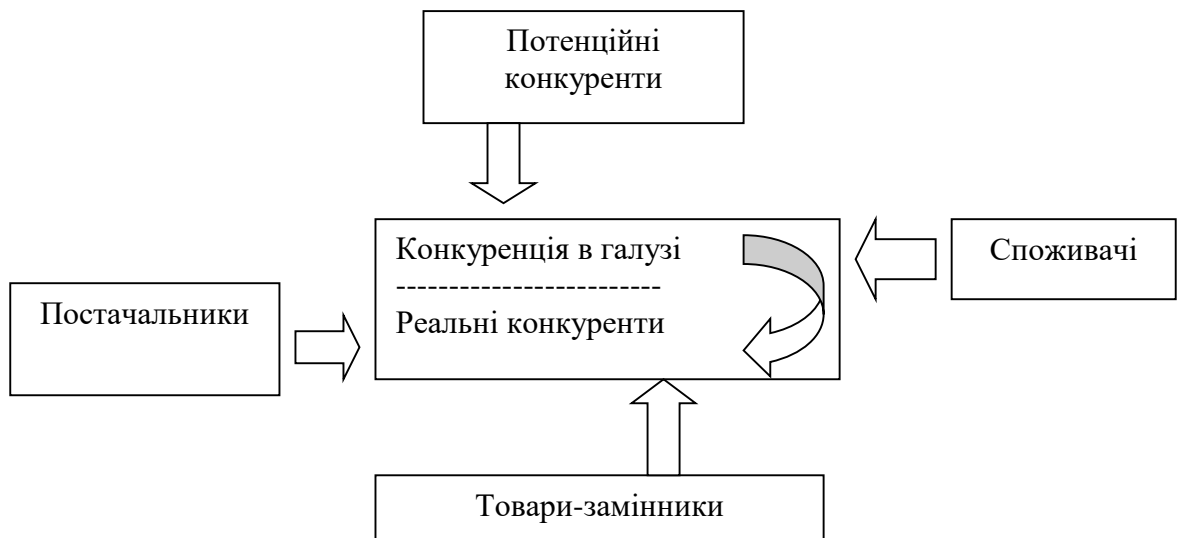 Потенційні
конкуренти
Конкуренція в галузі
-------------------------
Реальні конкуренти
Споживачі
Постачальники
Товари-замінники